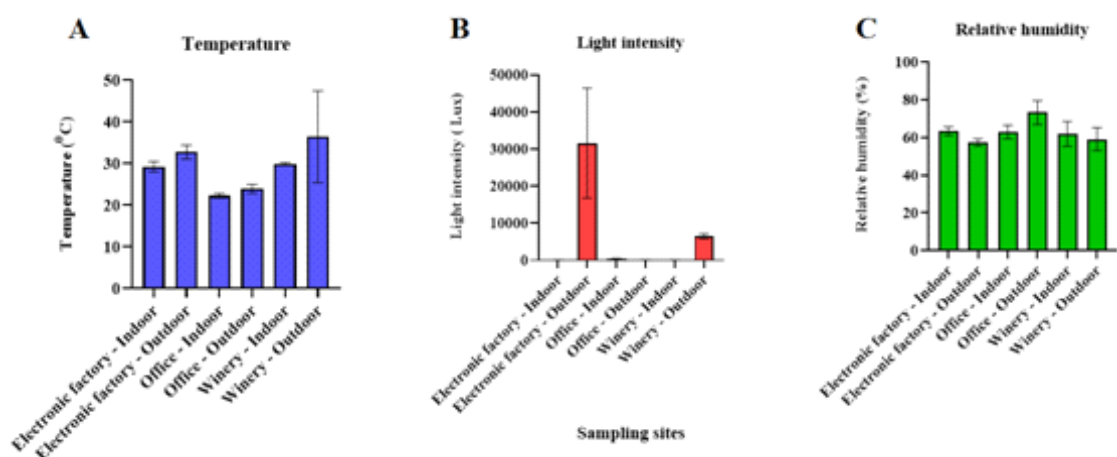 A
Temperature
Temperature (⁰C)
50
40
30
20
10
0
Electronic factory - Indoor
Electronic factory - Outdoor
Office - Indoor
Office - Outdoor
Winery - Indoor
Winery - Outdoor
B
Light intensity
Light intensity ( Lux)
50000
40000
30000
20000
10000
0
Electronic factory - Indoor
Electronic factory - Outdoor
Office - Indoor
Office - Outdoor
Winery - Indoor
Winery - Outdoor
Sampling sites
C
Relative humidity
Relative humidity (%)
100
80
60
40
20
0
Electronic factory - Indoor
Electronic factory - Outdoor
Office - Indoor
Office - Outdoor
Winery - Indoor
Winery - Outdoor